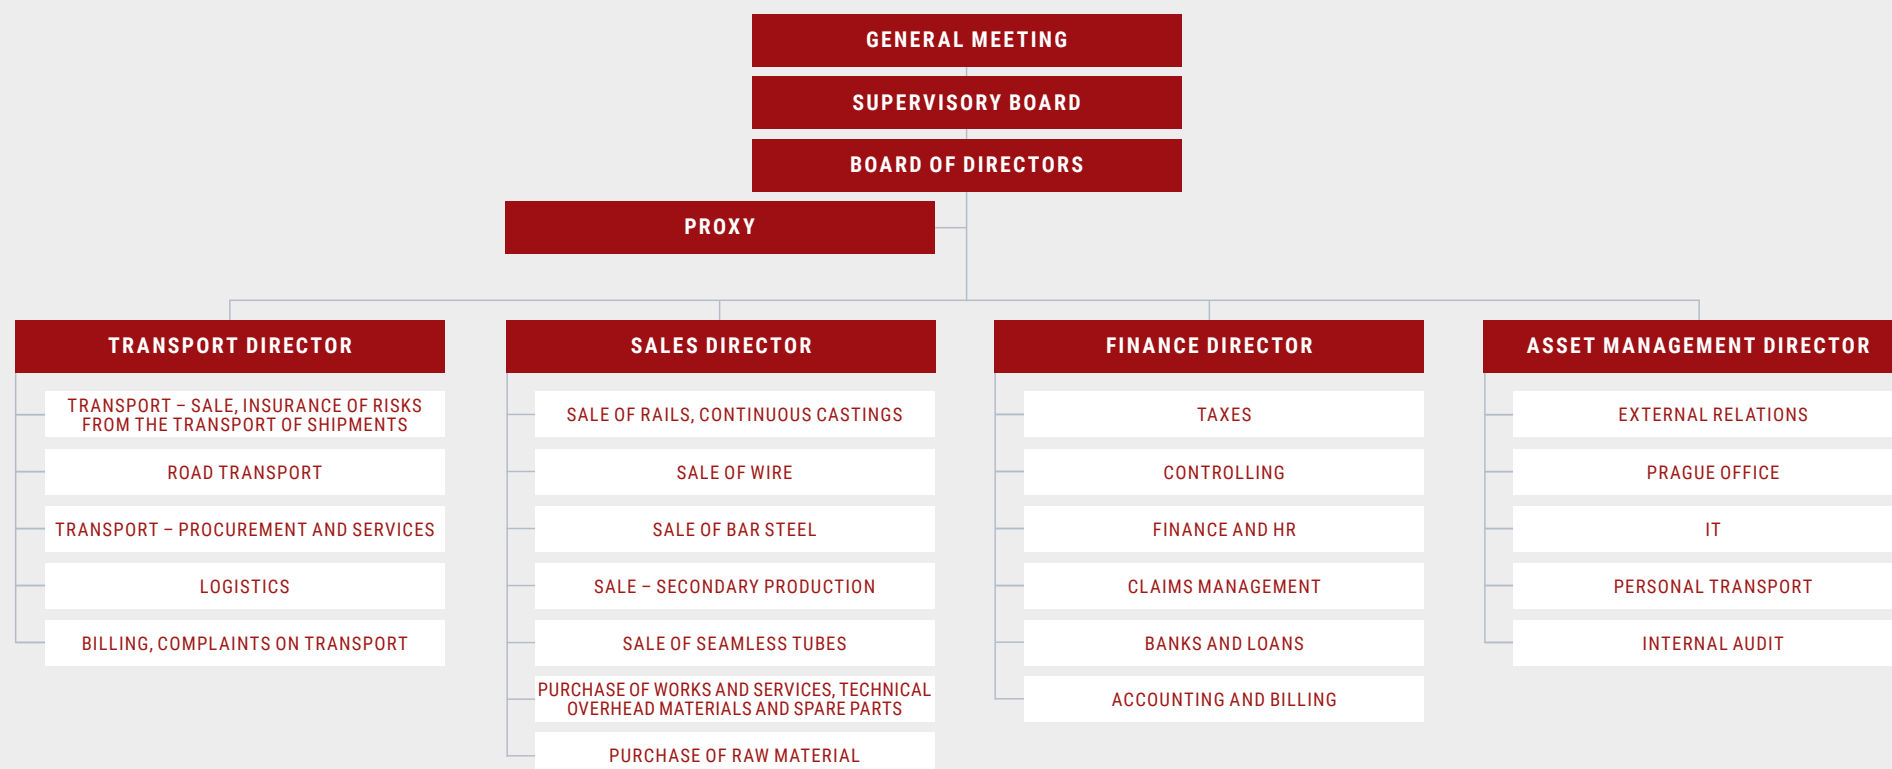 GENERAL MEETING
SUPERVISORY BOARD
BOARD OF DIRECTORS
PROXY
TRANSPORT DIRECTOR
TRANSPORT – SALE, INSURANCE OF RISKS
FROM THE TRANSPORT OF SHIPMENTS
ROAD TRANSPORT
TRANSPORT – PROCUREMENT AND SERVICES
LOGISTICS
BILLING, COMPLAINTS ON TRANSPORT
SALES DIRECTOR
SALE OF RAILS, CONTINUOUS CASTINGS
SALE OF WIRE
SALE OF BAR STEEL
SALE – SECONDARY PRODUCTION
SALE OF SEAMLESS TUBES
PURCHASE OF WORKS AND SERVICES, TECHNICAL
OVERHEAD MATERIALS AND SPARE PARTS
PURCHASE OF RAW MATERIAL
FINANCE DIRECTOR
TAXES
CONTROLLING
FINANCE AND HR
CLAIMS MANAGEMENT
BANKS AND LOANS
ACCOUNTING AND BILLING
ASSET MANAGEMENT DIRECTOR
EXTERNAL RELATIONS
PRAGUE OFFICE
IT
PERSONAL TRANSPORT
INTERNAL AUDIT